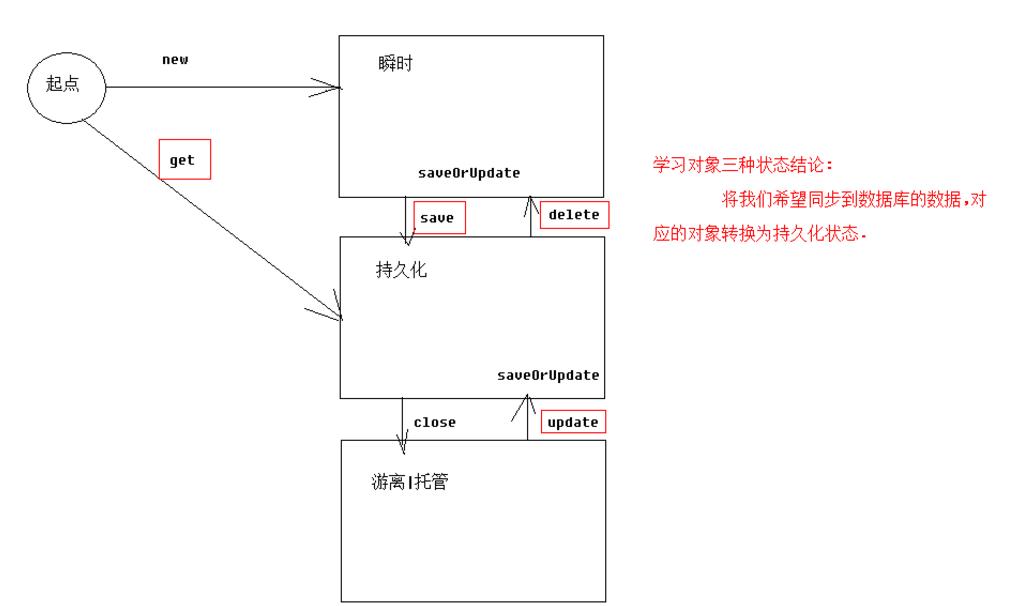 new
瞬时
起点
get
saveOrUpdate
save
delete
持久化
saveOrUpdate
close
update
游离|托管
学习对象三种状态结论:
将我们希望同步到数据库的数据,对
应的对象转换为持久化状态.